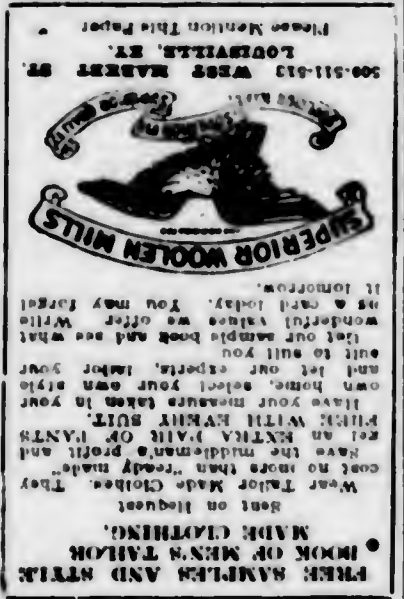 FREE SAMPLES AND STYLE
BOOK OF MEN'S TAILOR
MADE CLOTHING.
Sent on Request
Wear Tailor Made Clothes. They
cost no more than "ready made"
Save the middleman's profit and
get an EXTRA PAIR OF PANTS
FREE WITH EVERY SUIT.
Have your measures taken in your
own home, select your own style
and let our experts, tailor your
suit to suit you
Get our sample book and see what
wonderful values we offer. Write
us a card today. You may forget
it tomorrow.
SUPERIOR WOOLEN MILLS
509-511-513 WEST MARKET ST.
LOUISVILLE, KY.
Please Mention This Paper